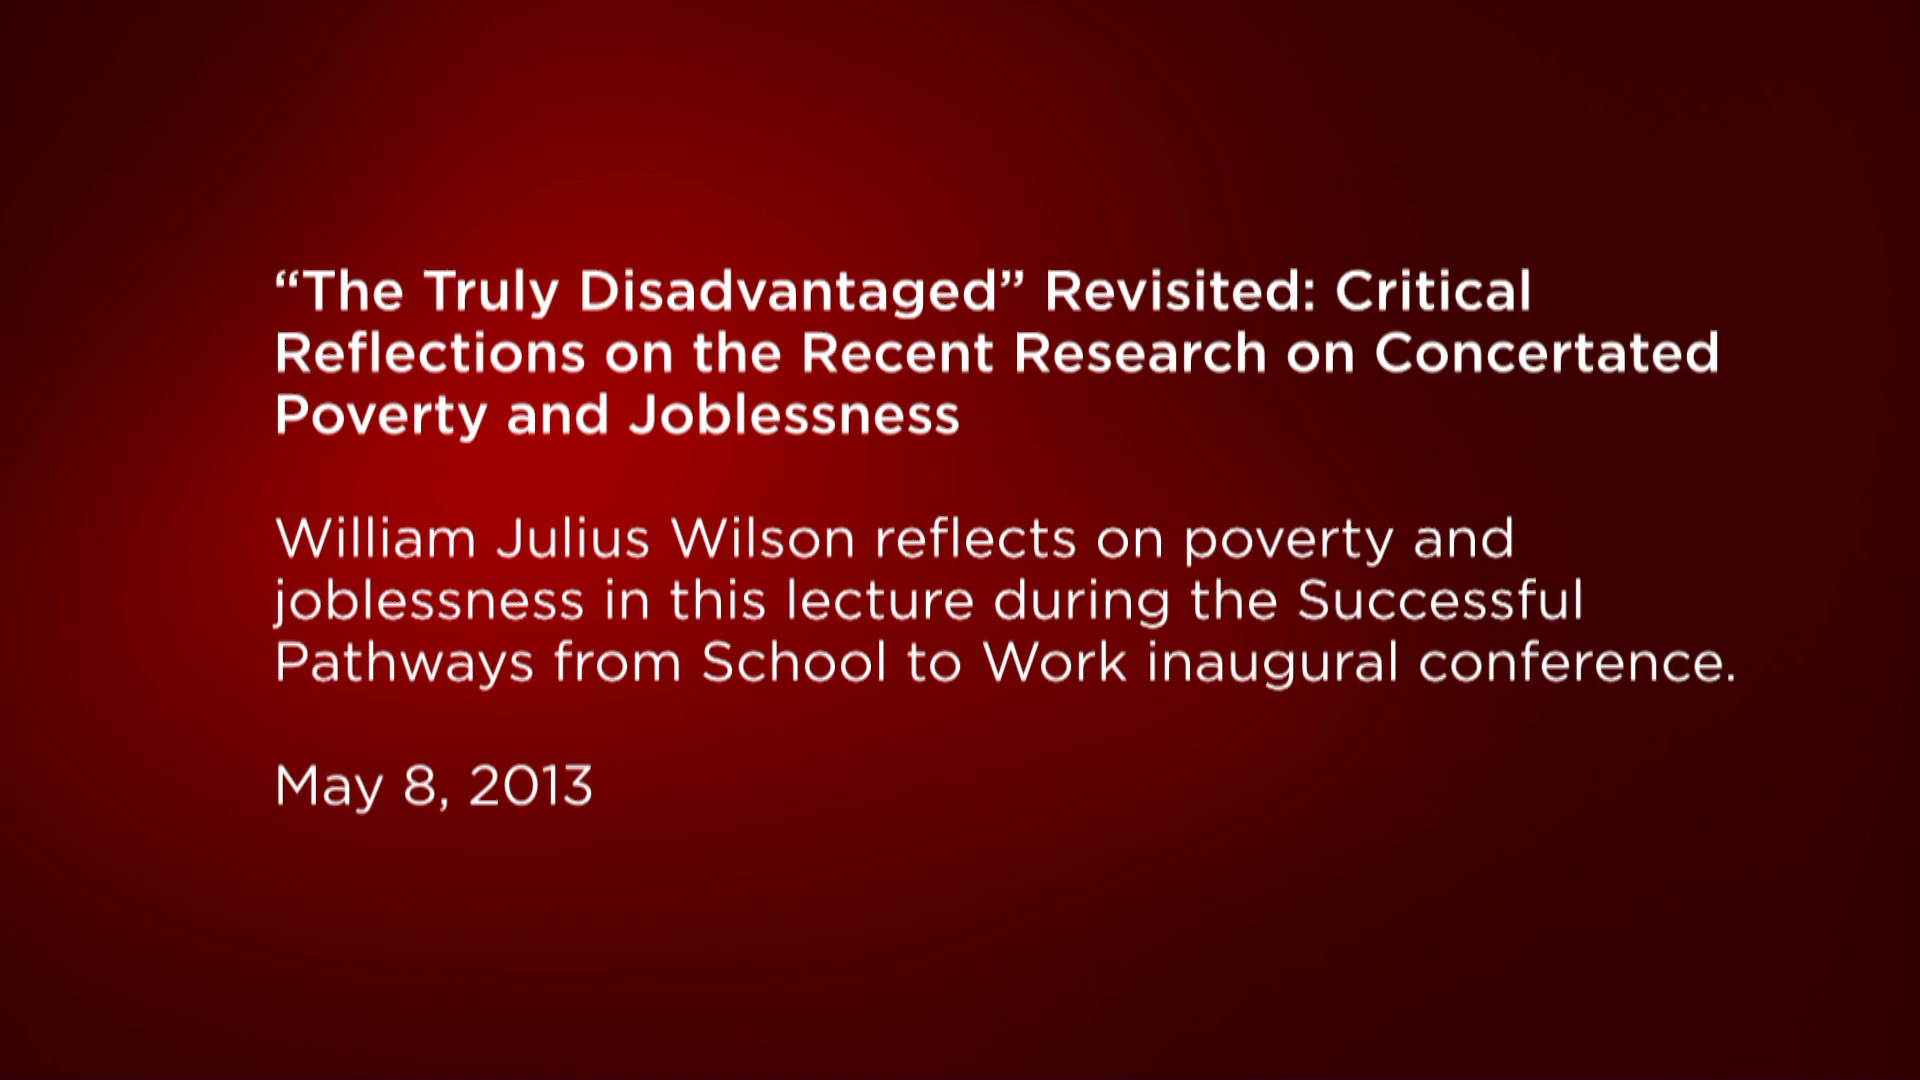 “The Truly Disadvantaged” Revisited: Critical
Reflections on the Recent Research on Concertated
Poverty and Joblessness
William Julius Wilson reflects on poverty and
joblessness in this lecture during the Successful
Pathways from School to Work inaugural conference.
May 8, 2013